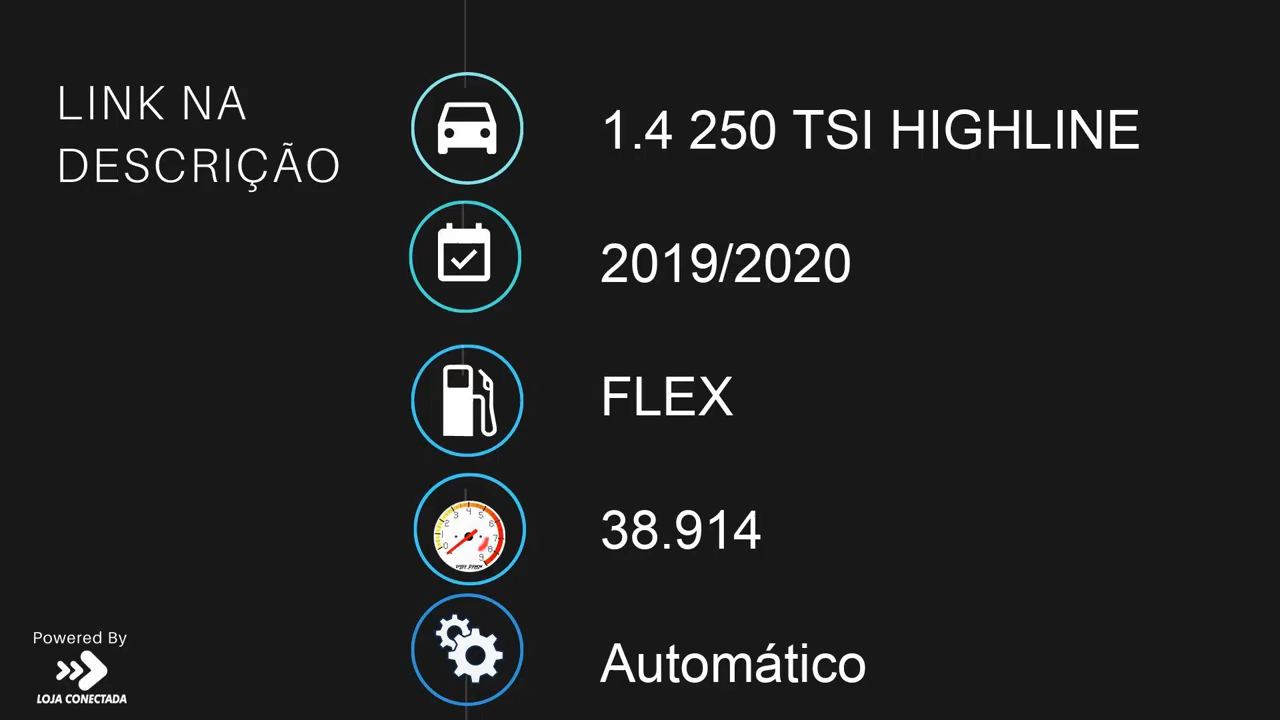 LINK NA
DESCRIÇÃO
1.4 250 TSI HIGHLINE
2019/2020
FLEX
38.914
Automático
Powered By
LOJA CONECTADA